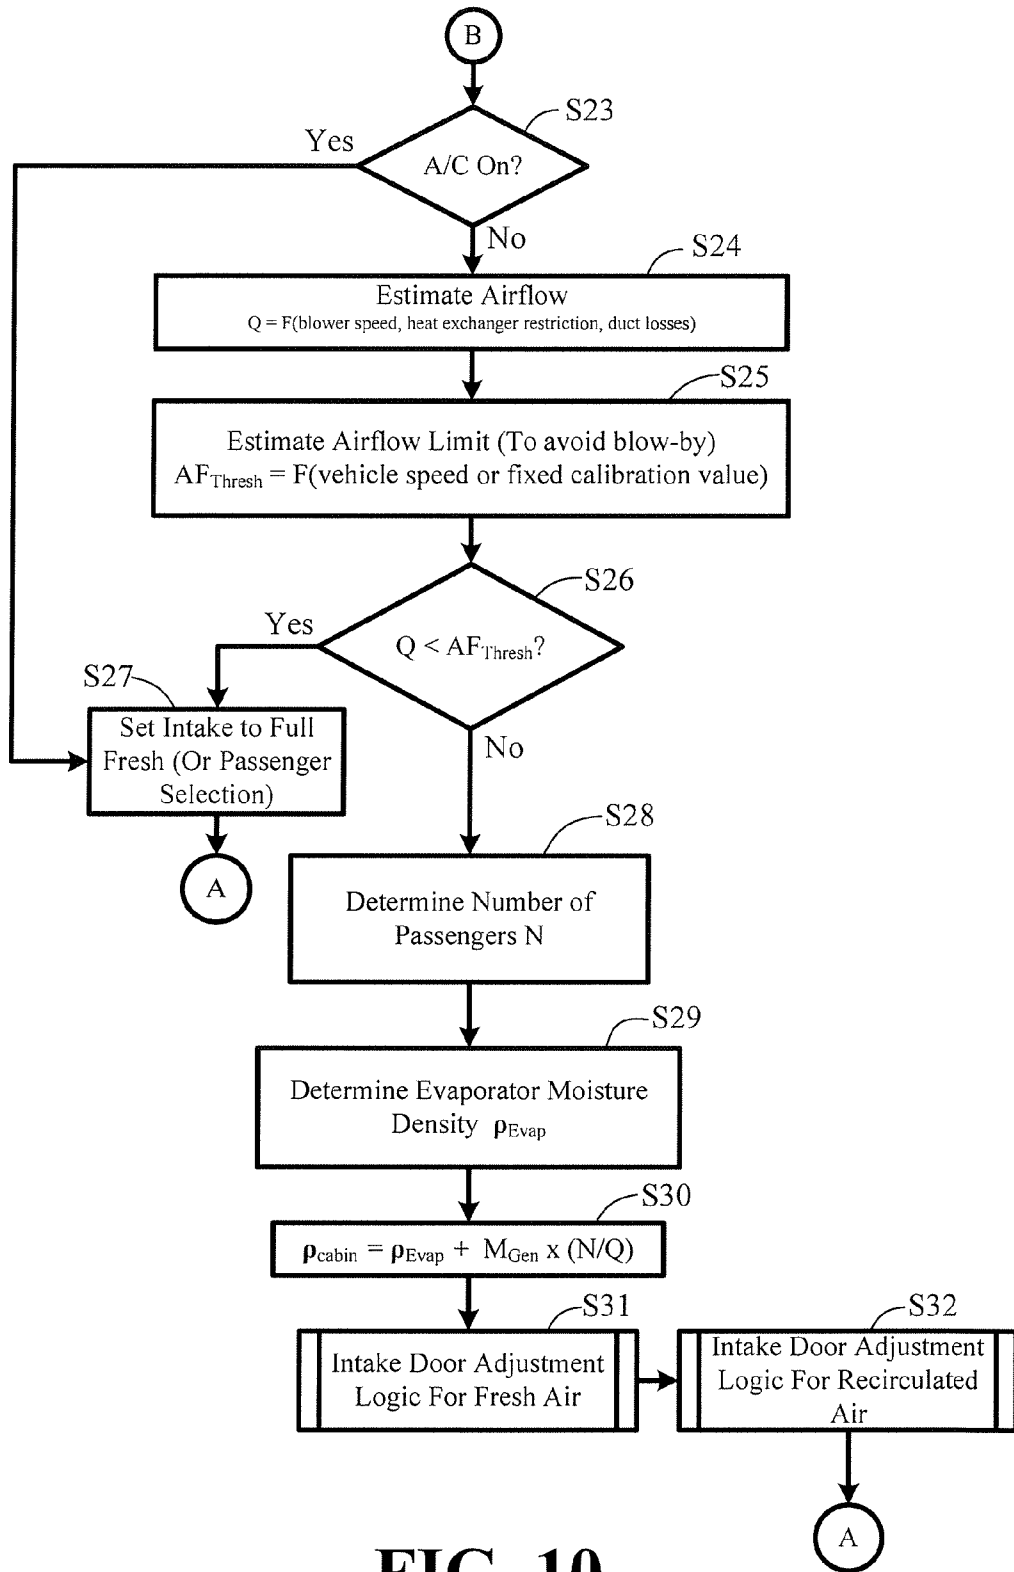 B
S23
Yes
A/C On?
No
S24
Estimate Airflow
Q = F(blower speed, heat exchanger restriction, duct losses)
S25
Estimate Airflow Limit (To avoid blow-by)
AFThresh = F(vehicle speed or fixed calibration value)
S26
Yes
Q < AFThresh?
S27
Set Intake to Full
Fresh (Or Passenger
Selection)
No
A
S28
Determine Number of
Passengers N
S29
Determine Evaporator Moisture
Density ρEvap
S30
ρcabin = ρEvap + MGen x (N/Q)
S31
Intake Door Adjustment
Logic For Fresh Air
S32
Intake Door Adjustment
Logic For Recirculated
Air
A
FIG. 10